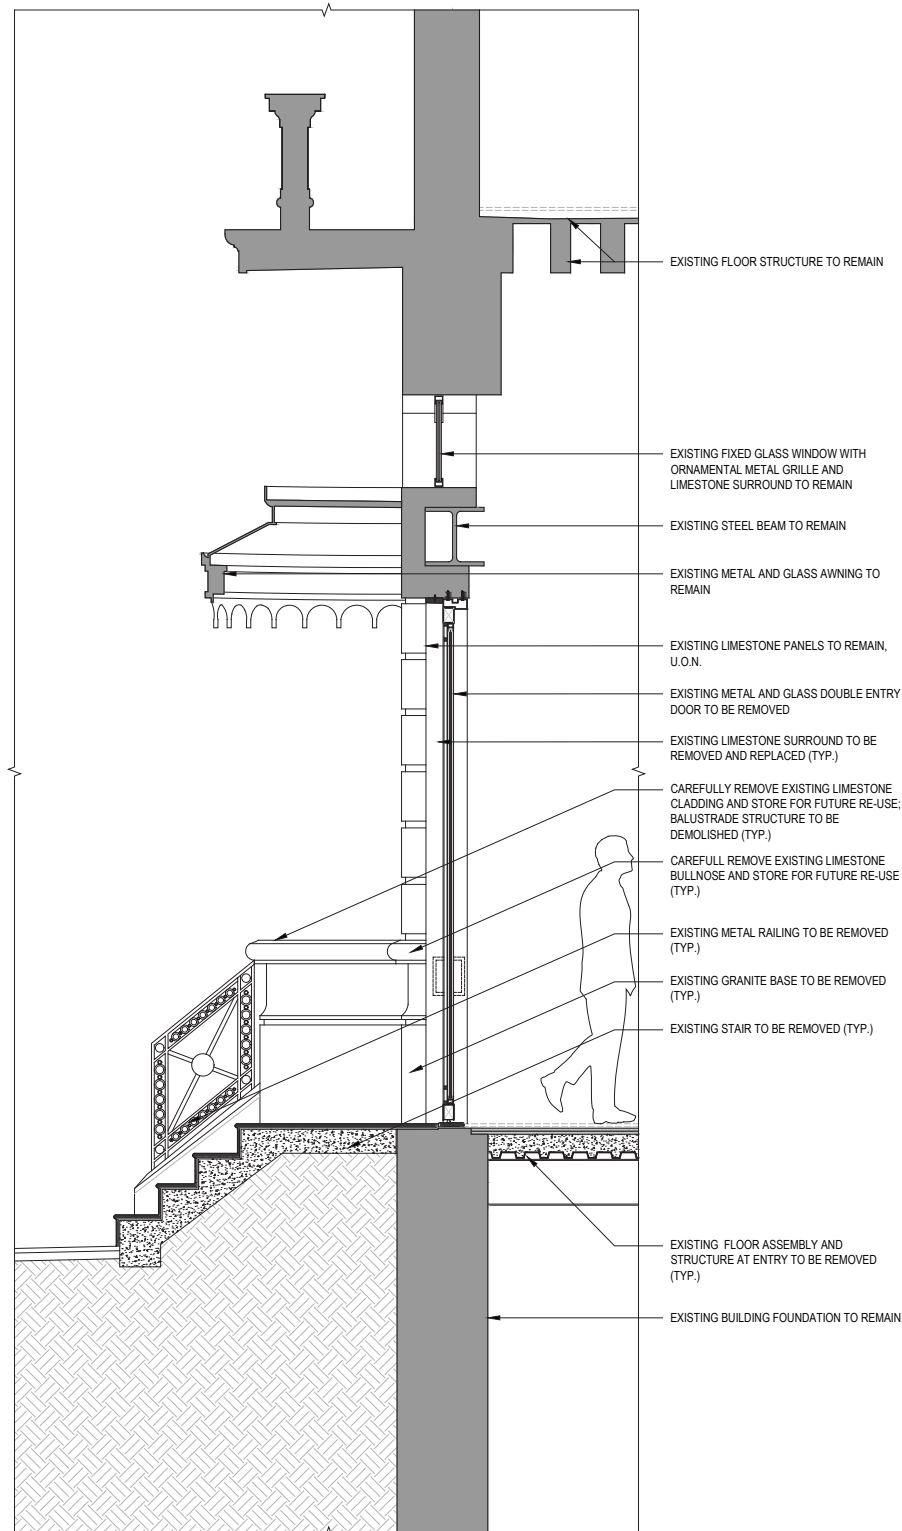 EXISTING FLOOR STRUCTURE TO REMAIN
EXISTING FIXED GLASS WINDOW WITH
ORNAMENTAL METAL GRILLE AND
LIMESTONE SURROUND TO REMAIN
EXISTING STEEL BEAM TO REMAIN
EXISTING METAL AND GLASS AWNING TO
REMAIN
EXISTING LIMESTONE PANELS TO REMAIN,
U.O.N.
EXISTING METAL AND GLASS DOUBLE ENTRY
DOOR TO BE REMOVED
EXISTING LIMESTONE SURROUND TO BE
REMOVED AND REPLACED (TYP.)
CAREFULLY REMOVE EXISTING LIMESTONE
CLADDING AND STORE FOR FUTURE RE-USE;
BALUSTRADE STRUCTURE TO BE
DEMOLISHED (TYP.)
CAREFULL REMOVE EXISTING LIMESTONE
BULLNOSE AND STORE FOR FUTURE RE-USE
(TYP.)
EXISTING METAL RAILING TO BE REMOVED
(TYP.)
EXISTING GRANITE BASE TO BE REMOVED
(TYP.)
EXISTING STAIR TO BE REMOVED (TYP.)
EXISTING FLOOR ASSEMBLY AND
STRUCTURE AT ENTRY TO BE REMOVED
(TYP.)
EXISTING BUILDING FOUNDATION TO REMAIN